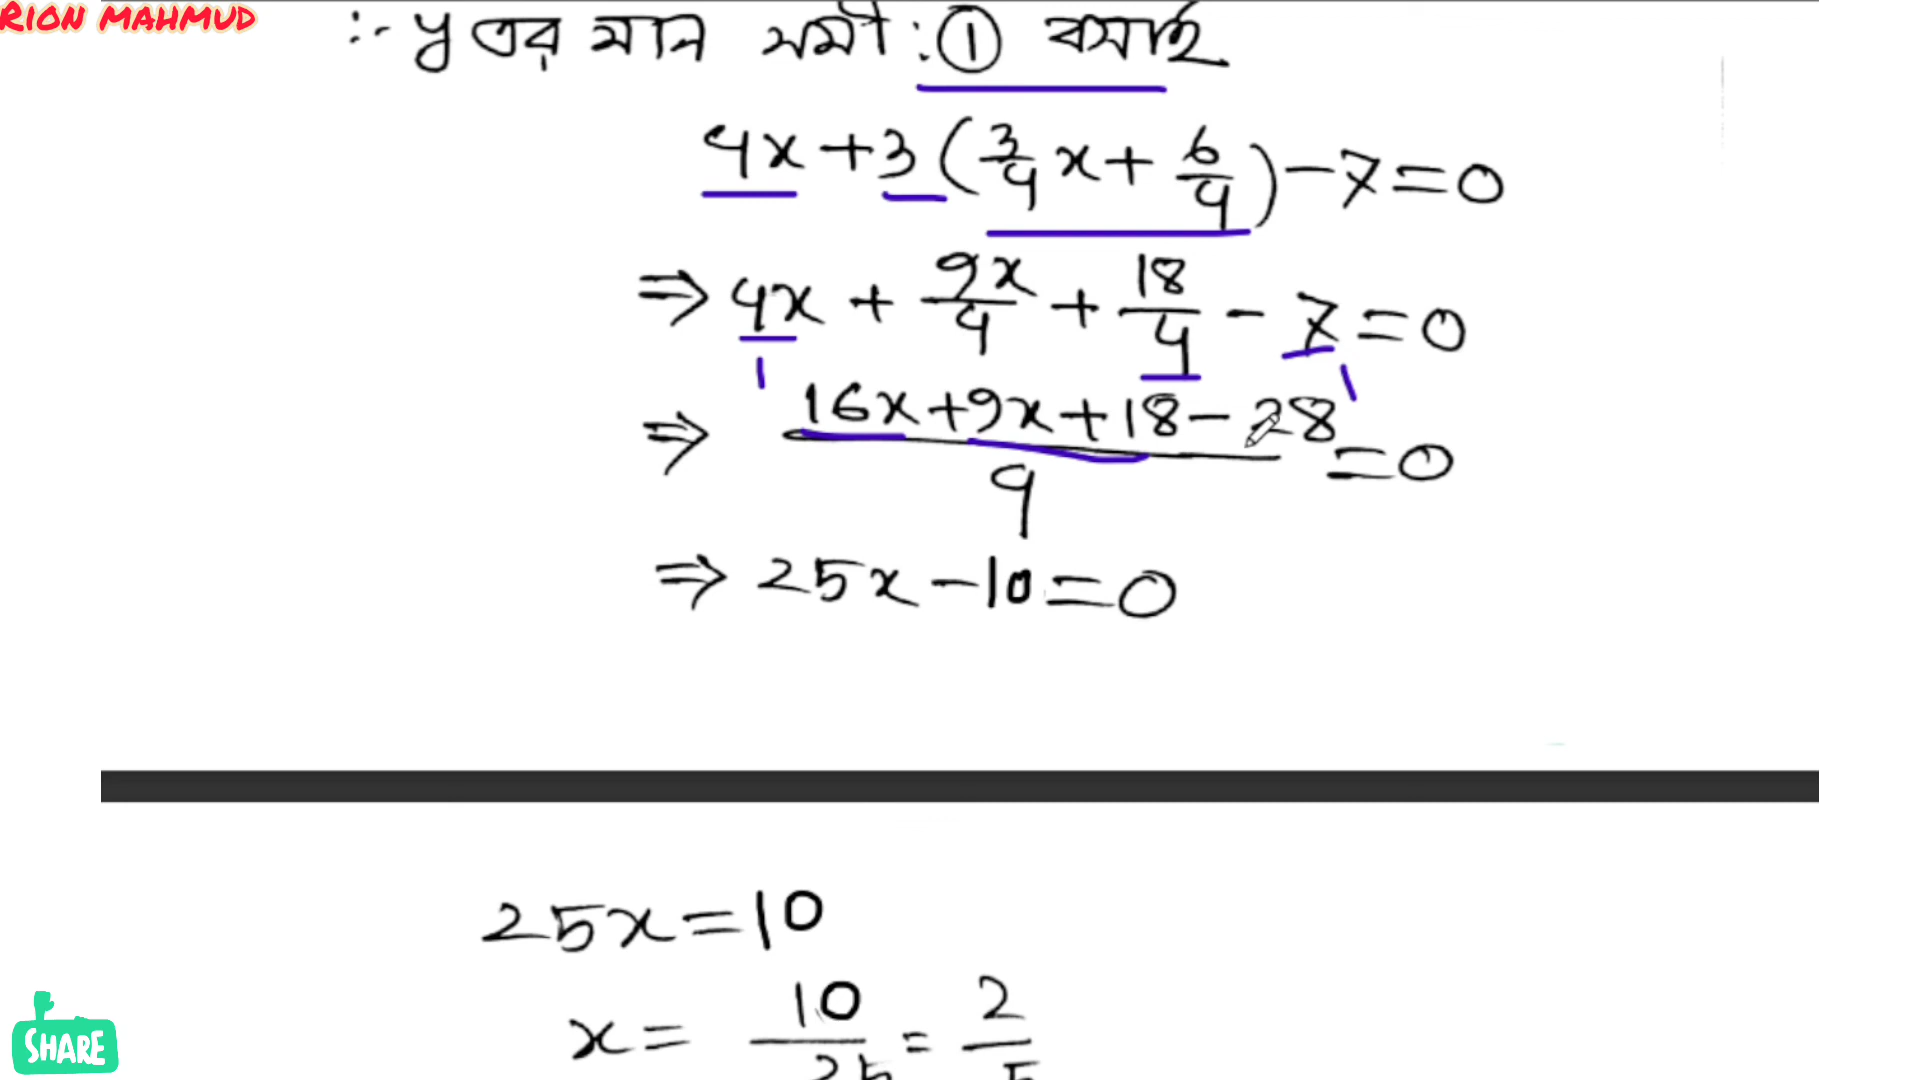 RION MAHMUD
∴ y এর মান সমী: ① বসাই
4x + 3 (3/4 x + 6/4) - 7 = 0
⇒ 4x + 9x/4 + 18/4 - 7 = 0
⇒ (16x + 9x + 18 - 28)/4 = 0
⇒ 25x - 10 = 0
25x = 10
x = 10/25 = 2/5
SHARE